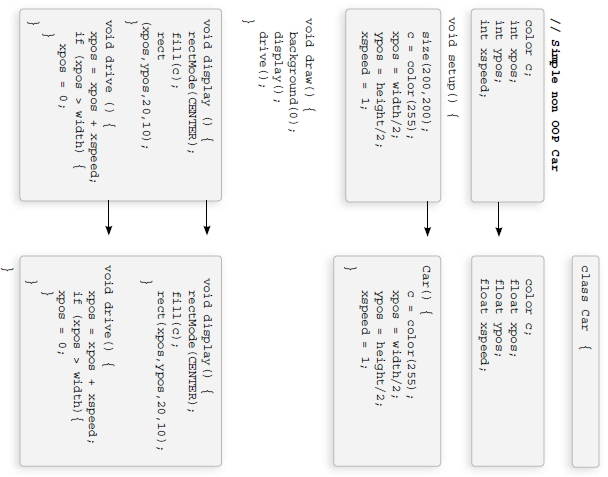 // Simple non OOP Car
color c;
int xpos;
int ypos;
int xspeed;
void setup() {
size(200,200);
c = color(255);
xpos = width/2;
ypos = height/2;
xspeed = 1;
void draw() {
background(0);
display();
drive();
}
void display () {
rectMode(CENTER);
fill(c);
rect
(xpos,ypos,20,10);
}
void drive () {
xpos = xpos + xspeed;
if (xpos > width) {
xpos = 0;
}
}
class Car {
color c;
float xpos;
float ypos;
float xspeed;
Car() {
c = color(255);
xpos = width/2;
ypos = height/2;
xspeed = 1;
}
void display() {
rectMode(CENTER);
fill(c);
rect(xpos,ypos,20,10);
}
void drive() {
xpos = xpos + xspeed;
if (xpos > width){
xpos = 0;
}
}
}